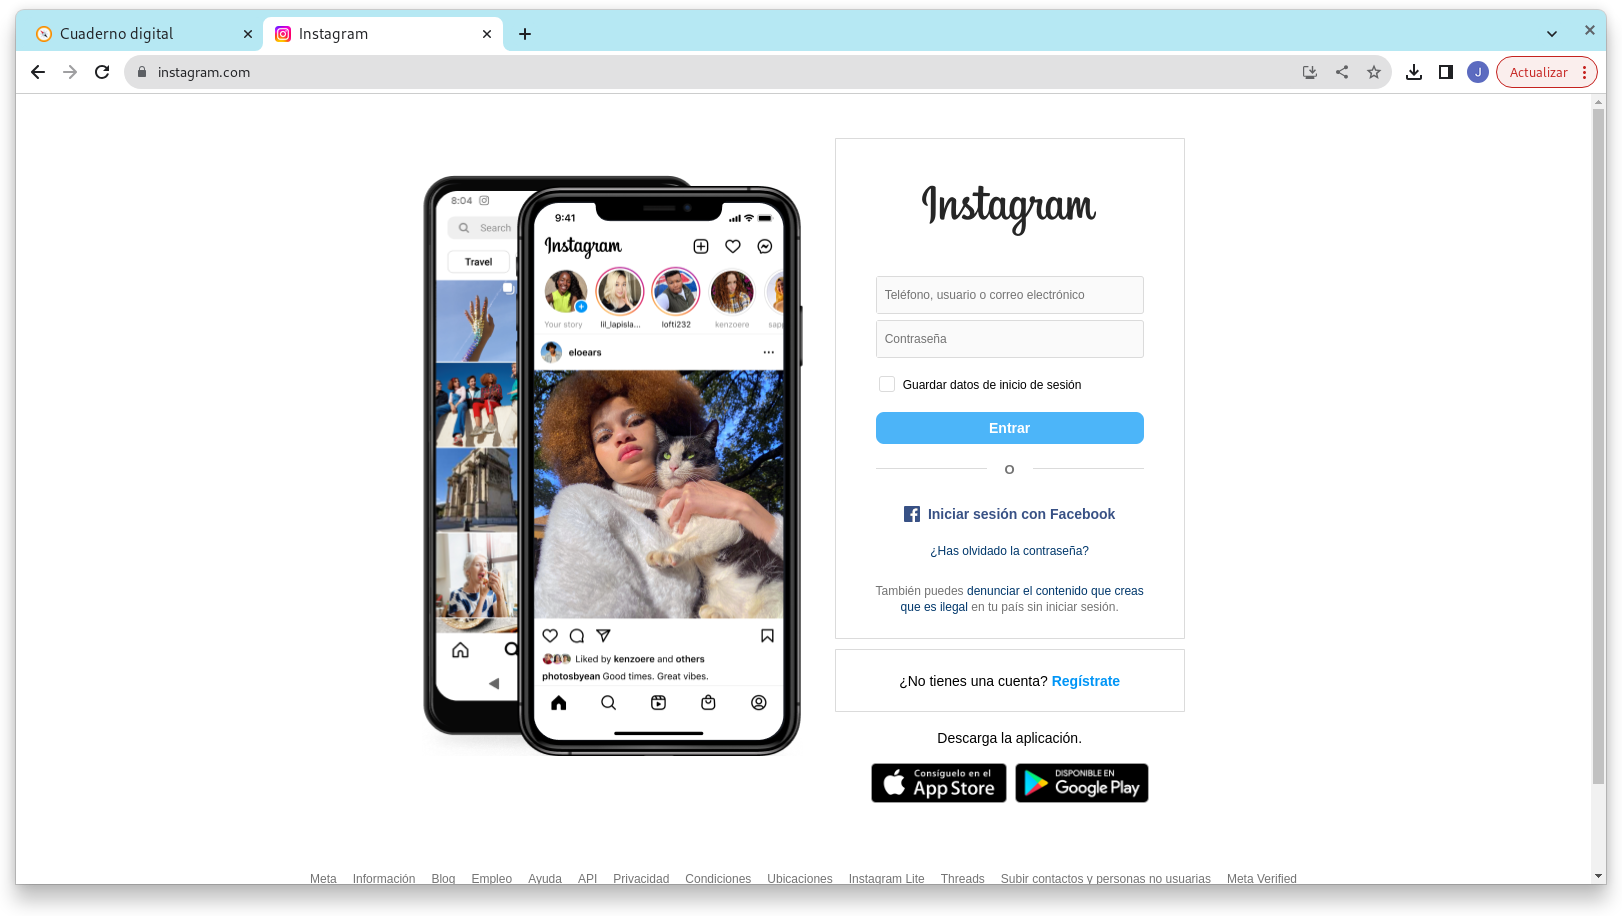 Cuaderno digital
Instagram
instagram.com
J
Actualizar
8:04
Search
Travel
9:41
Instagram
Your story
lil_lapisla...
lofti232
kenzoere
sap
eloears
Liked by kenzoere and others
photosbyean Good times. Great vibes.
Instagram
Teléfono, usuario o correo electrónico
Contraseña
Guardar datos de inicio de sesión
Entrar
O
Iniciar sesión con Facebook
¿Has olvidado la contraseña?
También puedes denunciar el contenido que creas
que es ilegal en tu país sin iniciar sesión.
¿No tienes una cuenta? Regístrate
Descarga la aplicación.
Consíguelo en el
App Store
DISPONIBLE EN
Google Play
Meta Información Blog Empleo Ayuda API Privacidad Condiciones Ubicaciones Instagram Lite Threads Subir contactos y personas no usuarias Meta Verified